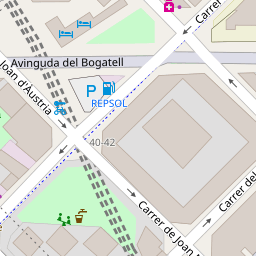 Carrer
Avinguda del Bogatell
Joan d'Àustria
P
REPSOL
40-42
Carrer de Joan
Carrer del
e